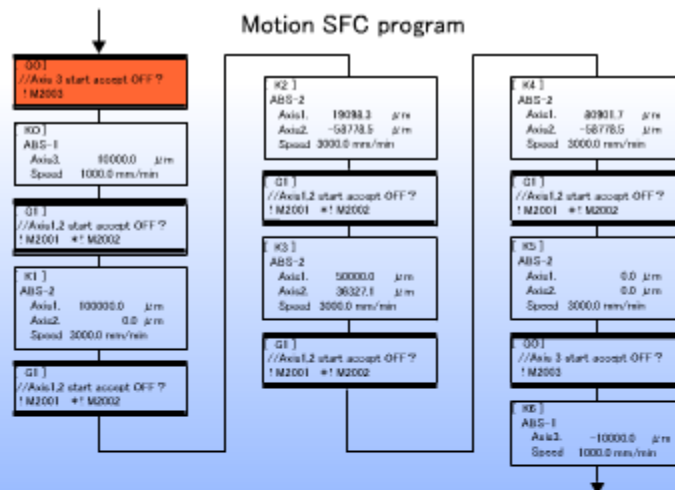 Motion SFC program
[ G0 ]
//Axis 3 start accept OFF?
! M2003
[ K0 ]
ABS-1
Axis3. 10000.0 μm
Speed 1000.0 mm/min
[ G1 ]
//Axis1,2 start accept OFF?
! M2001 *! M2002
[ K1 ]
ABS-2
Axis1. 100000.0 μm
Axis2. 0.0 μm
Speed 3000.0 mm/min
[ G1 ]
//Axis1,2 start accept OFF?
! M2001 *! M2002
[ K2 ]
ABS-2
Axis1. 19098.3 μm
Axis2. -58778.5 μm
Speed 3000.0 mm/min
[ G1 ]
//Axis1,2 start accept OFF?
! M2001 *! M2002
[ K3 ]
ABS-2
Axis1. 50000.0 μm
Axis2. 36327.1 μm
Speed 3000.0 mm/min
[ G1 ]
//Axis1,2 start accept OFF?
! M2001 *! M2002
[ K4 ]
ABS-2
Axis1. 80901.7 μm
Axis2. -58778.5 μm
Speed 3000.0 mm/min
[ G1 ]
//Axis1,2 start accept OFF?
! M2001 *! M2002
[ K5 ]
ABS-2
Axis1. 0.0 μm
Axis2. 0.0 μm
Speed 3000.0 mm/min
[ G0 ]
//Axis 3 start accept OFF?
! M2003
[ K6 ]
ABS-1
Axis3. -10000.0 μm
Speed 1000.0 mm/min